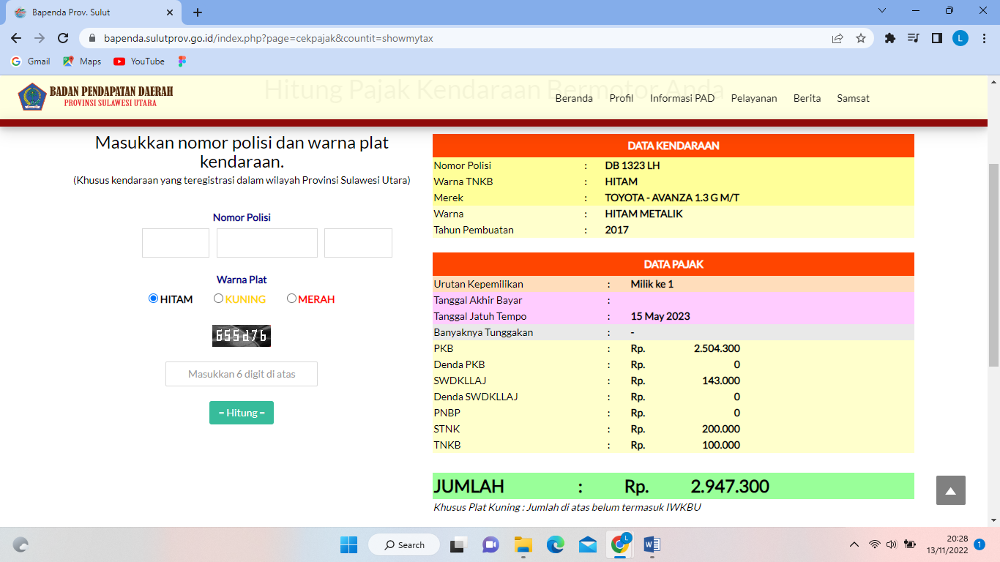 Bapenda Prov. Sulut
bapenda.sulutprov.go.id/index.php?page=cekpajak&countit=showmytax
L
Gmail
Maps
YouTube
BADAN PENDAPATAN DAERAH
PROVINSI SULAWESI UTARA
Hitung Pajak Kendaraan Bermotor Anda
Beranda
Profil
Informasi PAD
Pelayanan
Berita
Samsat
Masukkan nomor polisi dan warna plat
kendaraan.
(Khusus kendaraan yang teregistrasi dalam wilayah Provinsi Sulawesi Utara)
Nomor Polisi
Warna Plat
HITAM
KUNING
MERAH
655d76
Masukkan 6 digit di atas
= Hitung =
DATA KENDARAAN
Nomor Polisi : DB 1323 LH
Warna TNKB : HITAM
Merek : TOYOTA - AVANZA 1.3 G M/T
Warna : HITAM METALIK
Tahun Pembuatan : 2017
DATA PAJAK
Urutan Kepemilikan : Milik ke 1
Tanggal Akhir Bayar :
Tanggal Jatuh Tempo : 15 May 2023
Banyaknya Tunggakan : -
PKB : Rp. 2.504.300
Denda PKB : Rp. 0
SWDKLLAJ : Rp. 143.000
Denda SWDKLLAJ : Rp. 0
PNBP : Rp. 0
STNK : Rp. 200.000
TNKB : Rp. 100.000
JUMLAH : Rp. 2.947.300
Khusus Plat Kuning : Jumlah di atas belum termasuk IWKBU
Search
L
20:28
13/11/2022
1